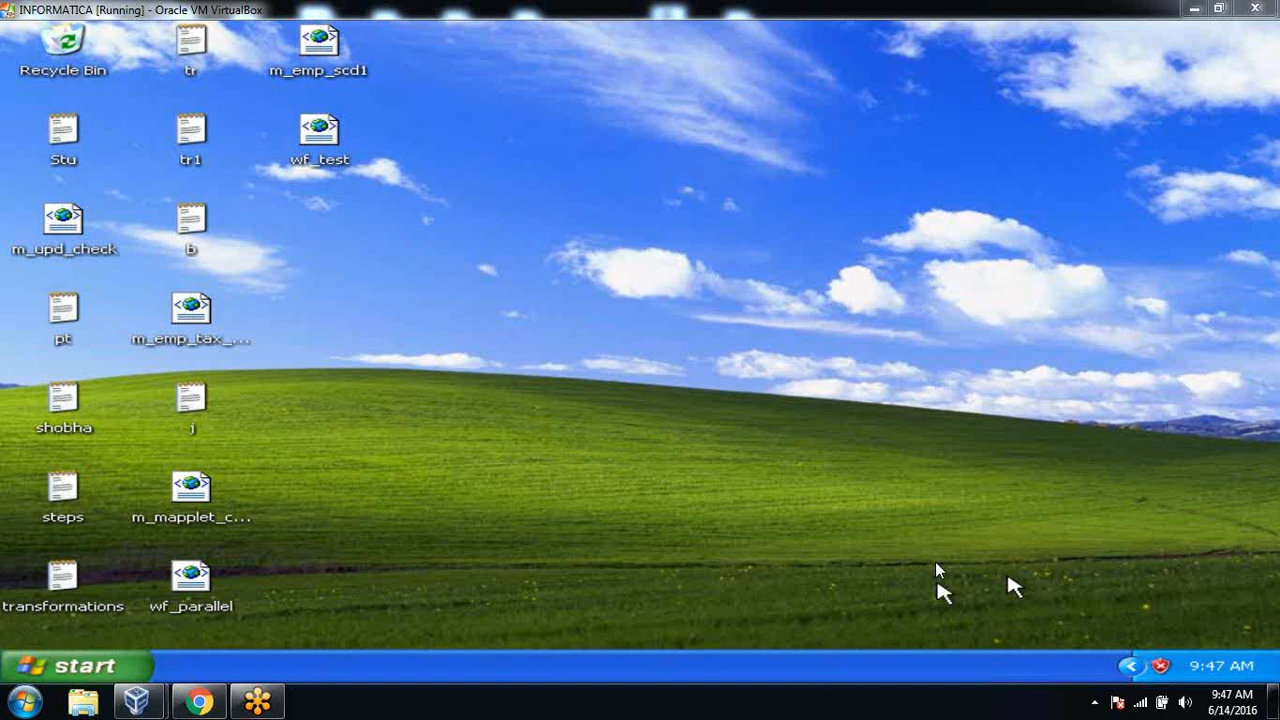 INFORMATICA [Running] - Oracle VM VirtualBox
Recycle Bin
tr
m_emp_scd1
Stu
tr1
wf_test
m_upd_check
b
pt
m_emp_tax_...
shobha
j
steps
m_mapplet_c...
transformations
wf_parallel
start
9:47 AM
9:47 AM
6/14/2016